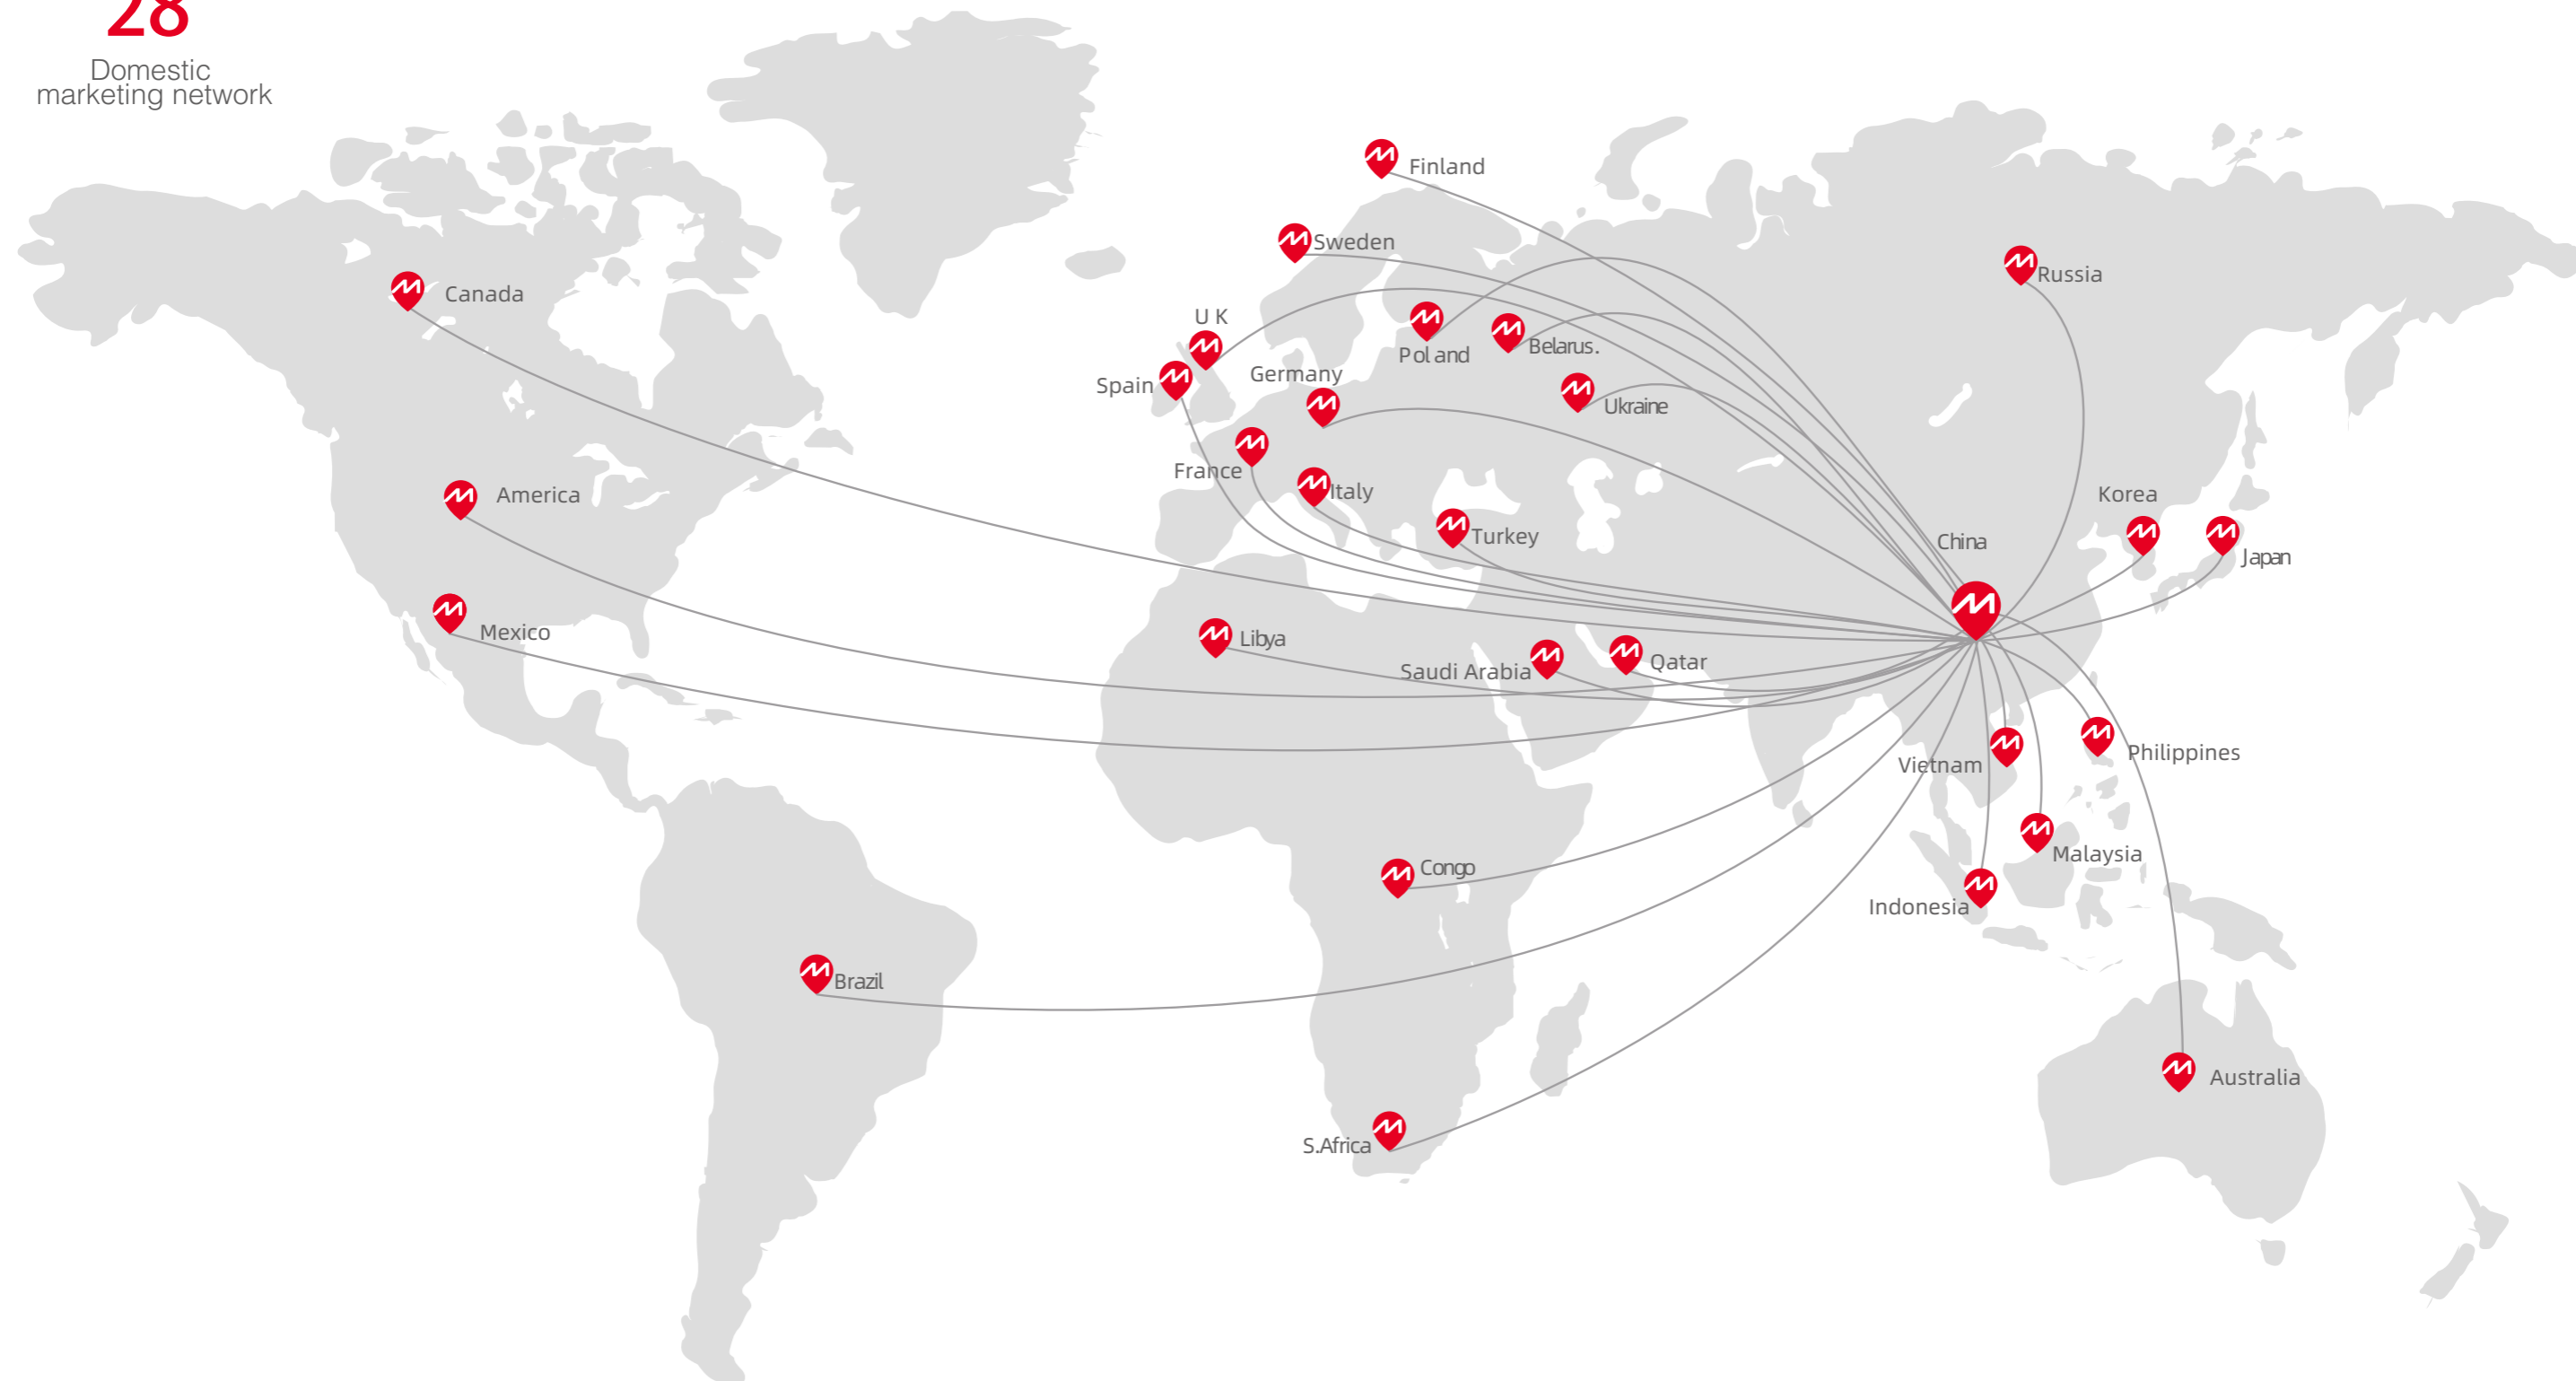 28
Domestic
marketing network
Finland
Sweden
Russia
Canada
U K
Poland
Belarus.
Germany
Spain
Ukraine
France
Italy
America
Korea
Turkey
China
Japan
Mexico
Libya
Saudi Arabia
Qatar
Philippines
Vietnam
Malaysia
Congo
Indonesia
Brazil
Australia
S.Africa